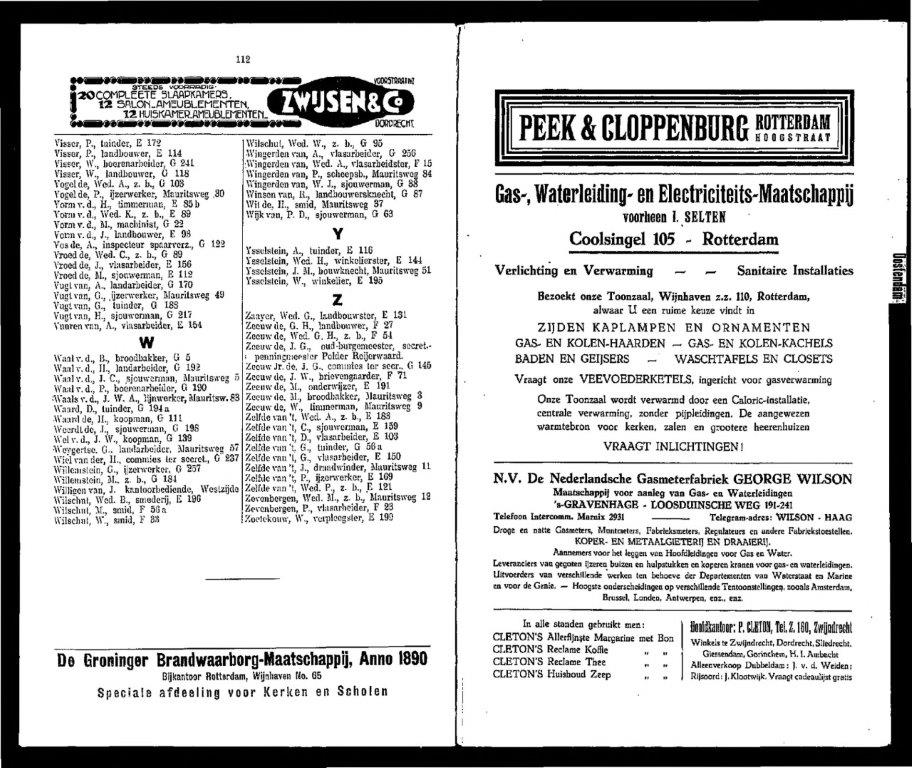 112
STEEDS VOORRADIG
20 COMPLEETE SLAAPKAMERS,
12 SALON-AMEUBLEMENTEN,
12 HUISKAMER AMEUBLEMENTEN.
ZWIJSEN & Co
VOORSTRAAT
DORDRECHT.
Visser, P., tuinder, E 172
Visser, P., landbouwer, E 114
Visser, W., boerenarbeider, G 241
Visser, W., landbouwer, G 118
Vogel de, Wed. A., z. b., G 103
Vogel de, P., ijzerwerker, Mauritsweg 80
Vorm v. d., H., timmerman, E 85 b
Vorm v. d., Wed. K., z. b., E 89
Vorm v. d., M., machinist, G 22
Vorm v. d., J., landbouwer, E 98
Vos de, A., inspecteur spaarverz., G 122
Vroed de, Wed. C., z. b., G 89
Vroed de, J., vlasarbeider, E 156
Vroed de, M., sjouwerman, E 112
Vugt van, A., landarbeider, G 170
Vugt van, G., ijzerwerker, Mauritsweg 49
Vugt van, G., tuinder, G 188
Vugt van, H., sjouwerman, G 217
Vuuren van, A., vlasarbeider, E 154
W
Waal v. d., B., broodbakker, G 5
Waal v. d., H., landarbeider, G 192
Waal v. d., J. C., sjouwerman, Mauritsweg 5
Waal v. d., P., boerenarbeider, G 190
Waals v. d., J. W. A., lijnwerker, Mauritsw. 83
Waard, D., tuinder, G 194 a
Waard de, H., koopman, G 111
Weerdt de, J., sjouwerman, G 198
Wel v. d., J. W., koopman, G 139
Weygertse, G., landarbeider, Mauritsweg 57
Wiel van der, H., commies ter secret., G 237
Willemstein, G., ijzerwerker, G 257
Willemstein, M., z. b., G 184
Willigen van, J. kantoorbediende, Westzijde
Wilschut, Wed. B., smederij, E 196
Wilschut, M., smid, F 56 a
Wilschut, W., smid, F 83
Wilschut, Wed. W., z. b., G 95
Wingerden van, A., vlasarbeider, G 256
Wingerden van, Wed. A., vlasarbeidster, F 15
Wingerden van, P., scheepsb., Mauritsweg 84
Wingerden van, W. J., sjouwerman, G 88
Winsen van, R., landbouwersknecht, G 87
Wit de, H., smid, Mauritsweg 37
Wijk van, P. D., sjouwerman, G 63
Y
Ysselstein, A., tuinder, E 116
Ysselstein, Wed. H., winkelierster, E 144
Ysselstein, J. M., bouwknecht, Mauritsweg 51
Ysselstein, W., winkelier, E 195
Z
Zaayer, Wed. G., landbouwster, E 131
Zeeuw de, G. H., landbouwer, F 27
Zeeuw de, Wed. G. H., z. b., F 54
Zeeuw de, J. G., oud-burgemeester, secret.-
penningmeester Polder Reijerwaard.
Zeeuw Jr. de, J. G., commies ter secr., G 145
Zeeuw de, J. W., brievengaarder, F 71
Zeeuw de, M., onderwijzer, E 191
Zeeuw de, M., broodbakker, Mauritsweg 3
Zeeuw de, W., timmerman, Mauritsweg 9
Zelfde van 't, Wed. A., z. b., E 188
Zelfde van 't, C., sjouwerman, E 159
Zelfde van 't, D., vlasarbeider, E 103
Zelfde van 't, G., tuinder, G 56 a
Zelfde van 't, G., vlasarbeider, E 150
Zelfde van 't, J., draadwinder, Mauritsweg 11
Zelfde van 't, P., ijzerwerker, E 169
Zelfde van 't, Wed. P., z. b., E 121
Zevenbergen, Wed. M., z. b., Mauritsweg 12
Zevenbergen, P., vlasarbeider, F 23
Zoetekouw, W., verpleegster, E 199
De Groninger Brandwaarborg-Maatschappij, Anno 1890
Bijkantoor Rotterdam, Wijnhaven No. 65
Speciale afdeeling voor Kerken en Scholen
PEEK & CLOPPENBURG ROTTERDAM
HOOGSTRAAT
Gas-, Waterleiding- en Electriciteits-Maatschappij
voorheen J. SELTEN
Coolsingel 105 - Rotterdam
Verlichting en Verwarming — — Sanitaire Installaties
Bezoekt onze Toonzaal, Wijnhaven z.z. 110, Rotterdam,
alwaar U een ruime keuze vindt in
ZIJDEN KAPLAMPEN EN ORNAMENTEN
GAS- EN KOLEN-HAARDEN — GAS- EN KOLEN-KACHELS
BADEN EN GEIJSERS — WASCHTAFELS EN CLOSETS
Vraagt onze VEEVOEDERKETELS, ingericht voor gasverwarming
Onze Toonzaal wordt verwarmd door een Caloric-installatie,
centrale verwarming, zonder pijpleidingen. De aangewezen
warmtebron voor kerken, zalen en grootere heerenhuizen
VRAAGT INLICHTINGEN!
N.V. De Nederlandsche Gasmeterfabriek GEORGE WILSON
Maatschappij voor aanleg van Gas- en Waterleidingen
's-GRAVENHAGE - LOOSDUINSCHE WEG 191-241
Telefoon Intercomm. Marnix 2931 — Telegram-adres: WILSON - HAAG
Droge en natte Gasmeters, Muntmeters, Fabrieksmeters, Regulateurs en andere Fabriekstoestellen.
KOPER- EN METAALGIETERIJ EN DRAAIERIJ.
Aannemers voor het leggen van Hoofdleidingen voor Gas en Water.
Leveranciers van gegoten ijzeren buizen en hulpstukken en koperen kranen voor gas- en waterleidingen.
Uitvoerders van verschillende werken ten behoeve der Departementen van Waterstaat en Marine
en voor de Genie. — Hoogste onderscheidingen op verschillende Tentoonstellingen, zooals Amsterdam,
Brussel, Londen, Antwerpen, enz., enz.
In alle standen gebruikt men:
CLETON'S Allerfijnste Margarine met Bon
CLETON'S Reclame Koffie „ „
CLETON'S Reclame Thee „ „
CLETON'S Huishoud Zeep „ „
Hoofdkantoor: P. CLETON, Tel. Z. 160, Zwijndrecht
Winkels te Zwijndrecht, Dordrecht, Sliedrecht,
Giessendam, Gorinchem, H. I. Ambacht
Alleenverkoop Dubbeldam: J. v. d. Weiden;
Rijsoord: J. Klootwijk. Vraagt cadeaulijst gratis
Oostendam-